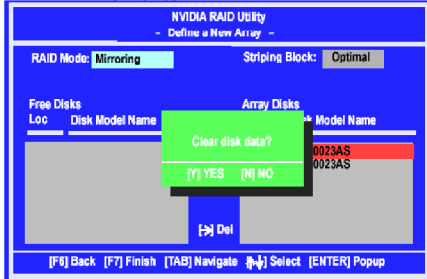 NVIDIA RAID Utility
- Define a New Array -
RAID Mode: Mirroring
Striping Block: Optimal
Free Disks
Array Disks
Loc Disk Model Name
Model Name
Clear disk data?
[Y] YES [N] NO
0023AS
0023AS
Del
[F6] Back [F7] Finish [TAB] Navigate [↑↓] Select [ENTER] Popup